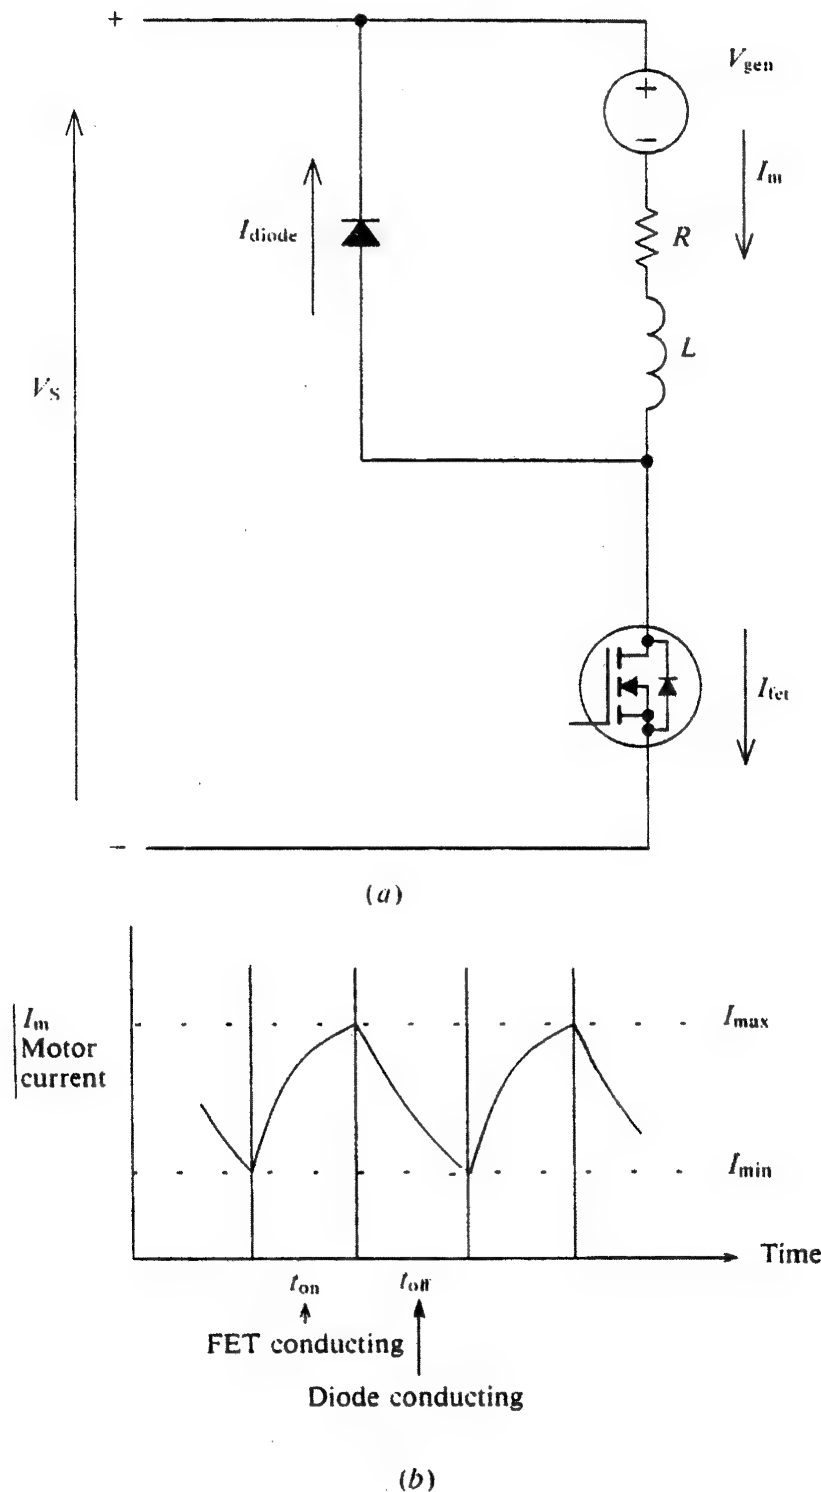 +
V_gen
I_m
I_diode
R
L
V_S
I_fet
−
(a)
I_m
Motor
current
I_max
I_min
Time
t_on
t_off
FET conducting
Diode conducting
(b)